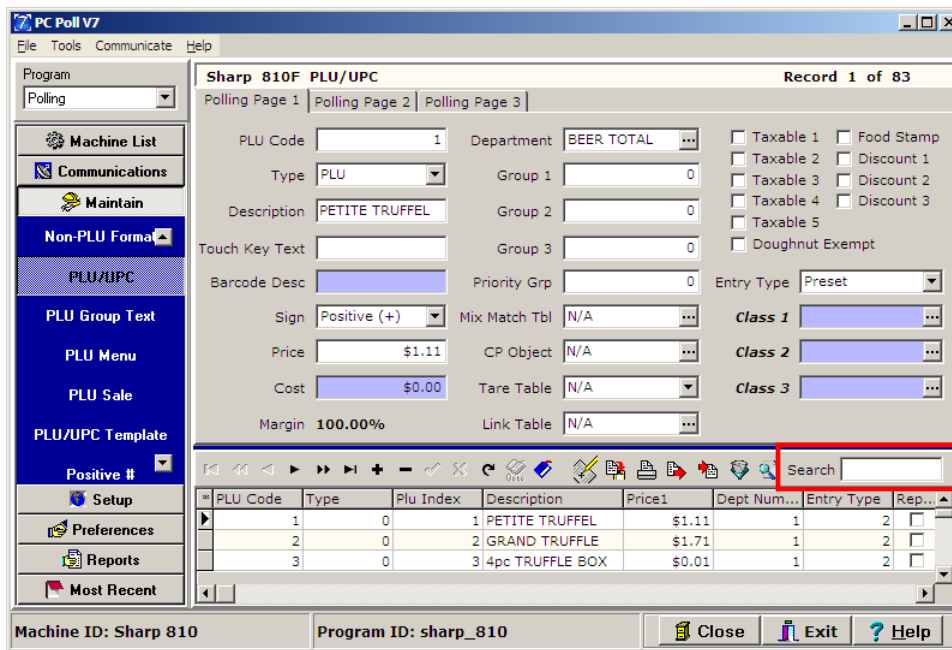 PC Poll V7
File Tools Communicate Help
Program
Polling
Machine List
Communications
Maintain
Non-PLU Format
PLU/UPC
PLU Group Text
PLU Menu
PLU Sale
PLU/UPC Template
Positive #
Setup
Preferences
Reports
Most Recent
Sharp 810F PLU/UPC Record 1 of 83
Polling Page 1 Polling Page 2 Polling Page 3
PLU Code 1 Department BEER TOTAL ... Taxable 1 Food Stamp
Taxable 2 Discount 1
Type PLU Group 1 0 Taxable 3 Discount 2
Taxable 4 Discount 3
Description PETITE TRUFFEL Group 2 0 Taxable 5
Touch Key Text Group 3 0 Doughnut Exempt
Barcode Desc Priority Grp 0 Entry Type Preset
Sign Positive (+) Mix Match Tbl N/A ... Class 1 ...
Price $1.11 CP Object N/A ... Class 2 ...
Cost $0.00 Tare Table N/A Class 3 ...
Margin 100.00% Link Table N/A ...
Search
* PLU Code Type Plu Index Description Price1 Dept Num... Entry Type Rep...
1 0 1 PETITE TRUFFEL $1.11 1 2
2 0 2 GRAND TRUFFLE $1.71 1 2
3 0 3 4pc TRUFFLE BOX $0.01 1 2
Machine ID: Sharp 810 Program ID: sharp_810 Close Exit ? Help